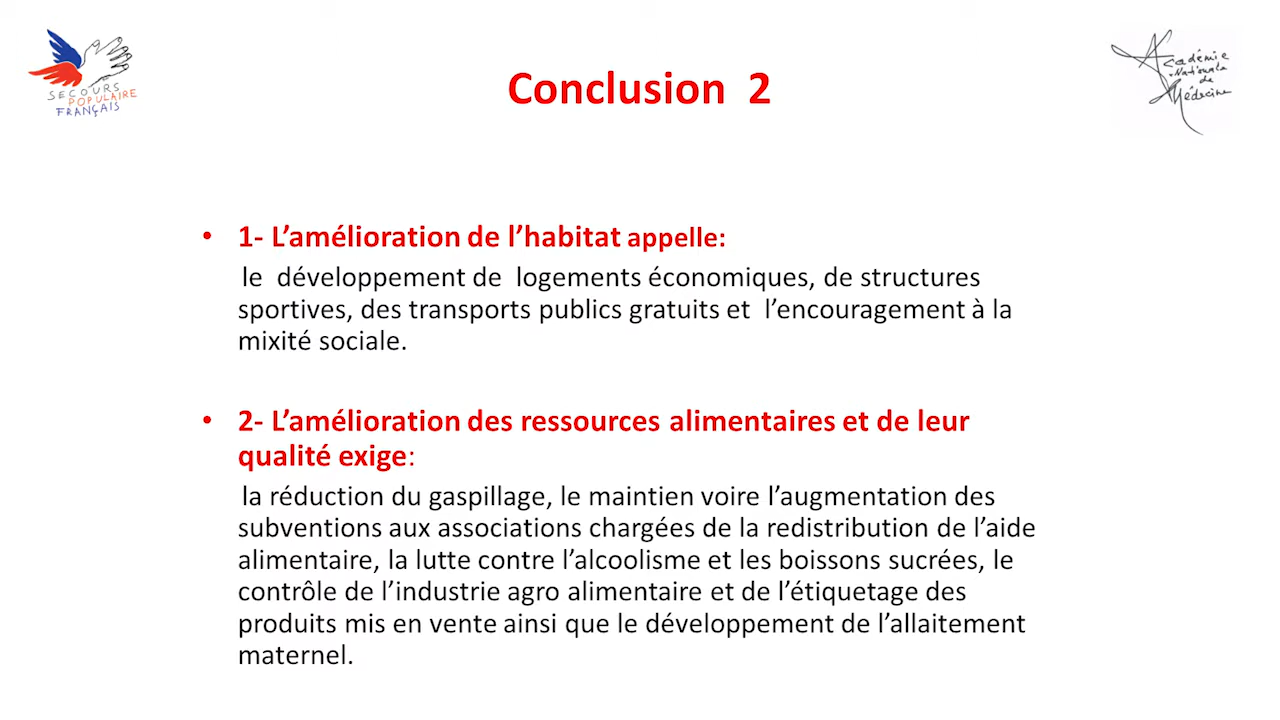 SECOURS
POPULAIRE
FRANÇAIS
Académie
Nationale
de
Médecine
Conclusion 2
• 1- L’amélioration de l’habitat appelle:
le développement de logements économiques, de structures
sportives, des transports publics gratuits et l’encouragement à la
mixité sociale.
• 2- L’amélioration des ressources alimentaires et de leur
qualité exige:
la réduction du gaspillage, le maintien voire l’augmentation des
subventions aux associations chargées de la redistribution de l’aide
alimentaire, la lutte contre l’alcoolisme et les boissons sucrées, le
contrôle de l’industrie agro alimentaire et de l’étiquetage des
produits mis en vente ainsi que le développement de l’allaitement
maternel.